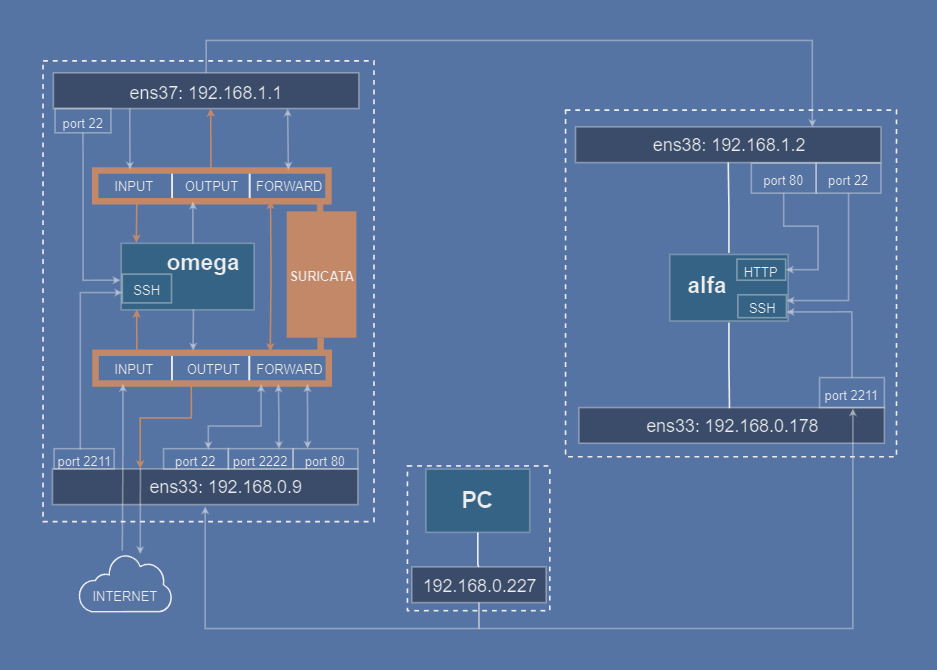 ens37: 192.168.1.1
port 22
INPUT OUTPUT FORWARD
omega
SSH
SURICATA
INPUT OUTPUT FORWARD
port 2211 port 22 port 2222 port 80
ens33: 192.168.0.9
INTERNET
PC
192.168.0.227
ens38: 192.168.1.2
port 80 port 22
alfa
HTTP
SSH
port 2211
ens33: 192.168.0.178